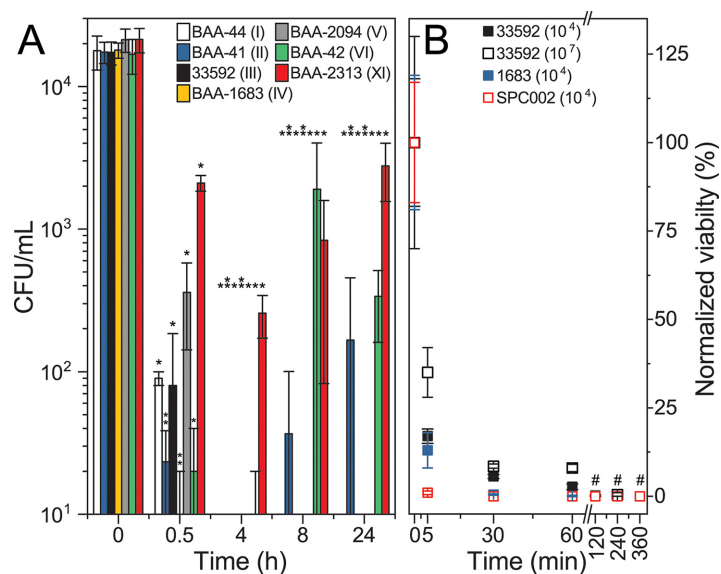 A
BAA-44 (I)
BAA-41 (II)
33592 (III)
BAA-1683 (IV)
BAA-2094 (V)
BAA-42 (VI)
BAA-2313 (XI)
CFU/mL
10⁴
10³
10²
10¹
0
0.5
4
8
24
Time (h)
B
33592 (10⁴)
33592 (10⁷)
1683 (10⁴)
SPC002 (10⁴)
Normalized viabilty (%)
125
100
75
50
25
0
# # #
0
5
30
60
120
240
360
Time (min)